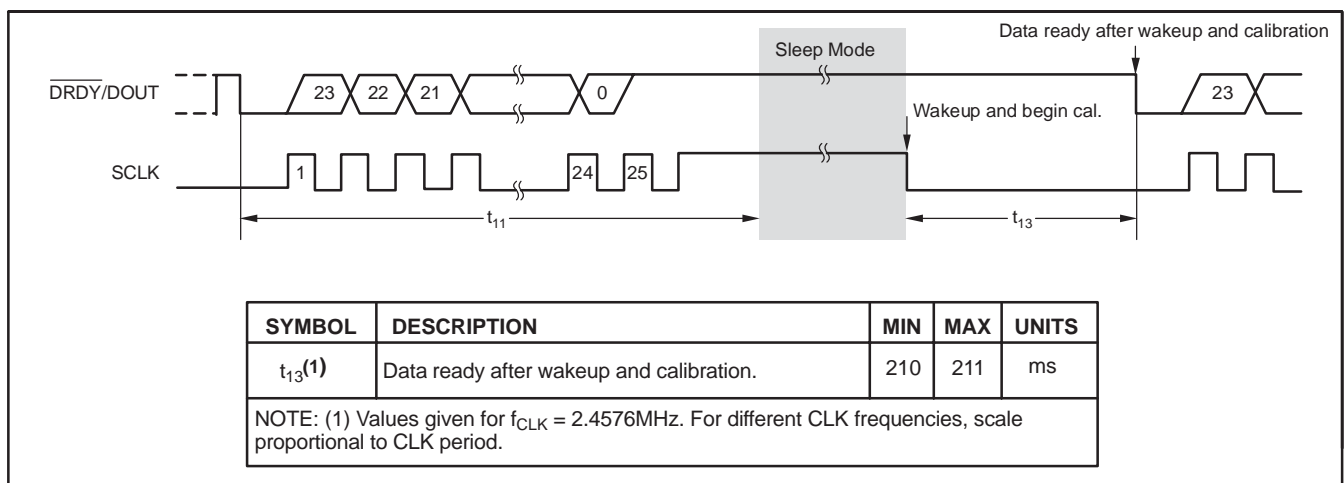 Data ready after wakeup and calibration
Sleep Mode
DRDY/DOUT
23
22
21
0
23
Wakeup and begin cal.
SCLK
1
24
25
t11
t13
SYMBOL DESCRIPTION MIN MAX UNITS
t13(1) Data ready after wakeup and calibration. 210 211 ms
NOTE: (1) Values given for fCLK = 2.4576MHz. For different CLK frequencies, scale
proportional to CLK period.